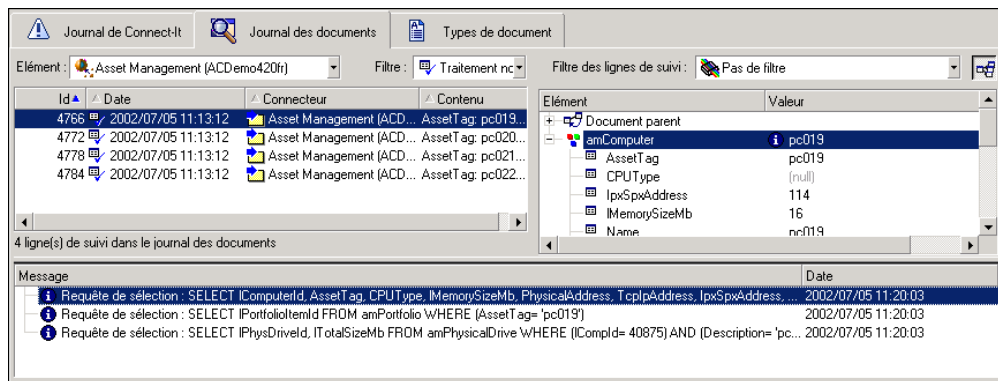 Journal de Connect-It Journal des documents Types de document
Elément : Asset Management (ACDemo420fr) Filtre : Traitement nc Filtre des lignes de suivi : Pas de filtre
Id Date Connecteur Contenu
4766 2002/07/05 11:13:12 Asset Management (ACD... AssetTag: pc019...
4772 2002/07/05 11:13:12 Asset Management (ACD... AssetTag: pc020...
4778 2002/07/05 11:13:12 Asset Management (ACD... AssetTag: pc021...
4784 2002/07/05 11:13:12 Asset Management (ACD... AssetTag: pc022...
4 ligne(s) de suivi dans le journal des documents
Elément Valeur
Document parent
amComputer pc019
AssetTag pc019
CPUType (null)
IpxSpxAddress 114
lMemorySizeMb 16
Name pc019
Message Date
Requête de sélection : SELECT lComputerId, AssetTag, CPUType, lMemorySizeMb, PhysicalAddress, TcpIpAddress, IpxSpxAddress, ... 2002/07/05 11:20:03
Requête de sélection : SELECT lPortfolioItemId FROM amPortfolio WHERE (AssetTag= 'pc019') 2002/07/05 11:20:03
Requête de sélection : SELECT lPhysDriveId, lTotalSizeMb FROM amPhysicalDrive WHERE (lCompId= 40875) AND (Description= 'pc... 2002/07/05 11:20:03